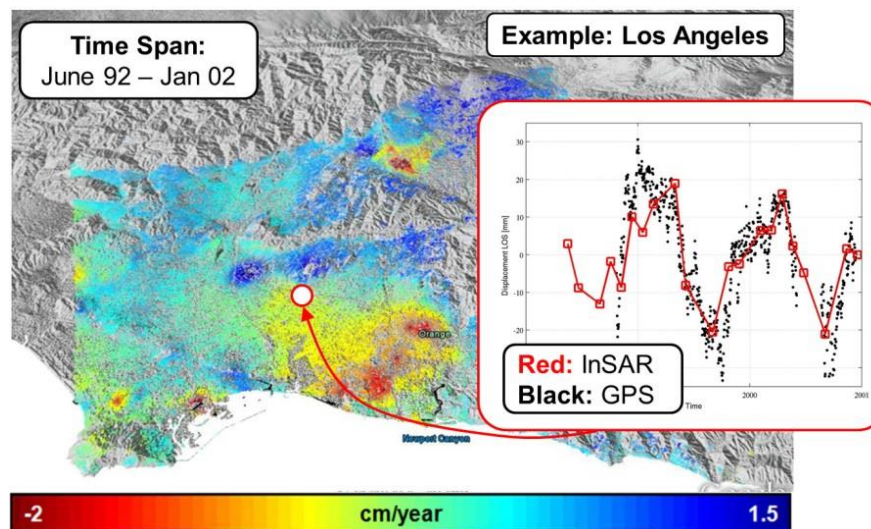 Time Span:
June 92 – Jan 02
Example: Los Angeles
Displacement LOS [mm]
30
20
10
0
-10
-20
2000
2001
Time
Red: InSAR
Black: GPS
Orange
Newport Canyon
-2
cm/year
1.5